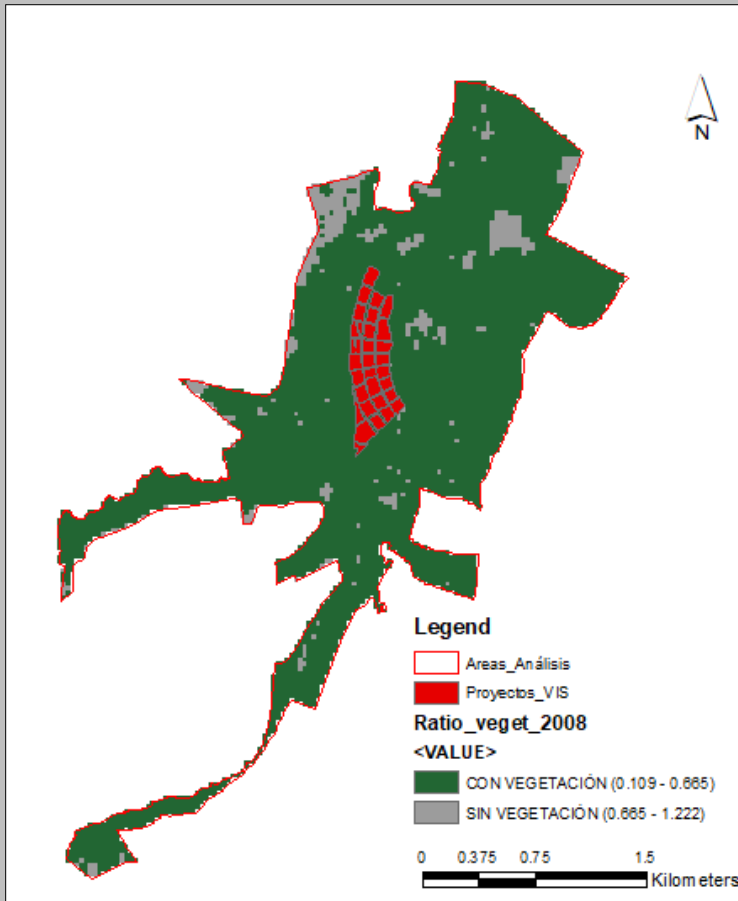 N
Legend
Areas_Análisis
Proyectos_VIS
Ratio_veget_2008
<VALUE>
CON VEGETACIÓN (0.109 - 0.665)
SIN VEGETACIÓN (0.665 - 1.222)
0 0.375 0.75 1.5
Kilometers